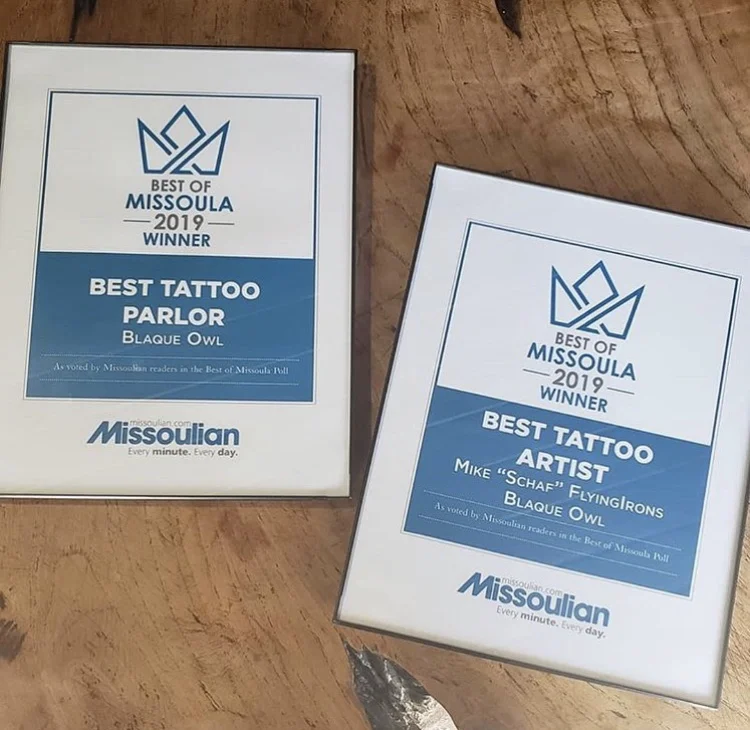 BEST OF
MISSOULA
2019
WINNER
BEST TATTOO
PARLOR
BLAQUE OWL
As voted by Missoulian readers in the Best of Missoula Poll
missoulian.com
Missoulian
Every minute. Every day.
BEST OF
MISSOULA
2019
WINNER
BEST TATTOO
ARTIST
MIKE “SCHAF” FLYINGIRONS
BLAQUE OWL
As voted by Missoulian readers in the Best of Missoula Poll
missoulian.com
Missoulian
Every minute. Every day.